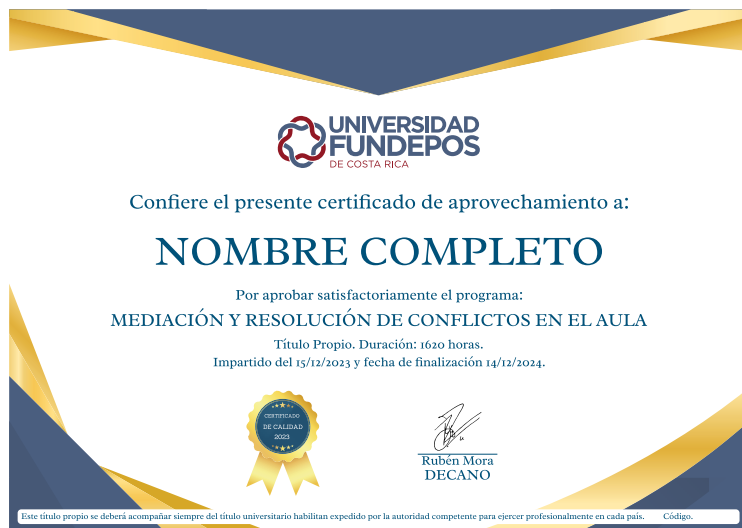 UNIVERSIDAD
FUNDEPOS
DE COSTA RICA
Confiere el presente certificado de aprovechamiento a:
NOMBRE COMPLETO
Por aprobar satisfactoriamente el programa:
MEDIACIÓN Y RESOLUCIÓN DE CONFLICTOS EN EL AULA
Título Propio. Duración: 1620 horas.
Impartido del 15/12/2023 y fecha de finalización 14/12/2024.
CERTIFICADO
DE CALIDAD
2023
Rubén Mora
DECANO
Este título propio se deberá acompañar siempre del título universitario habilitan expedido por la autoridad competente para ejercer profesionalmente en cada país. Código.